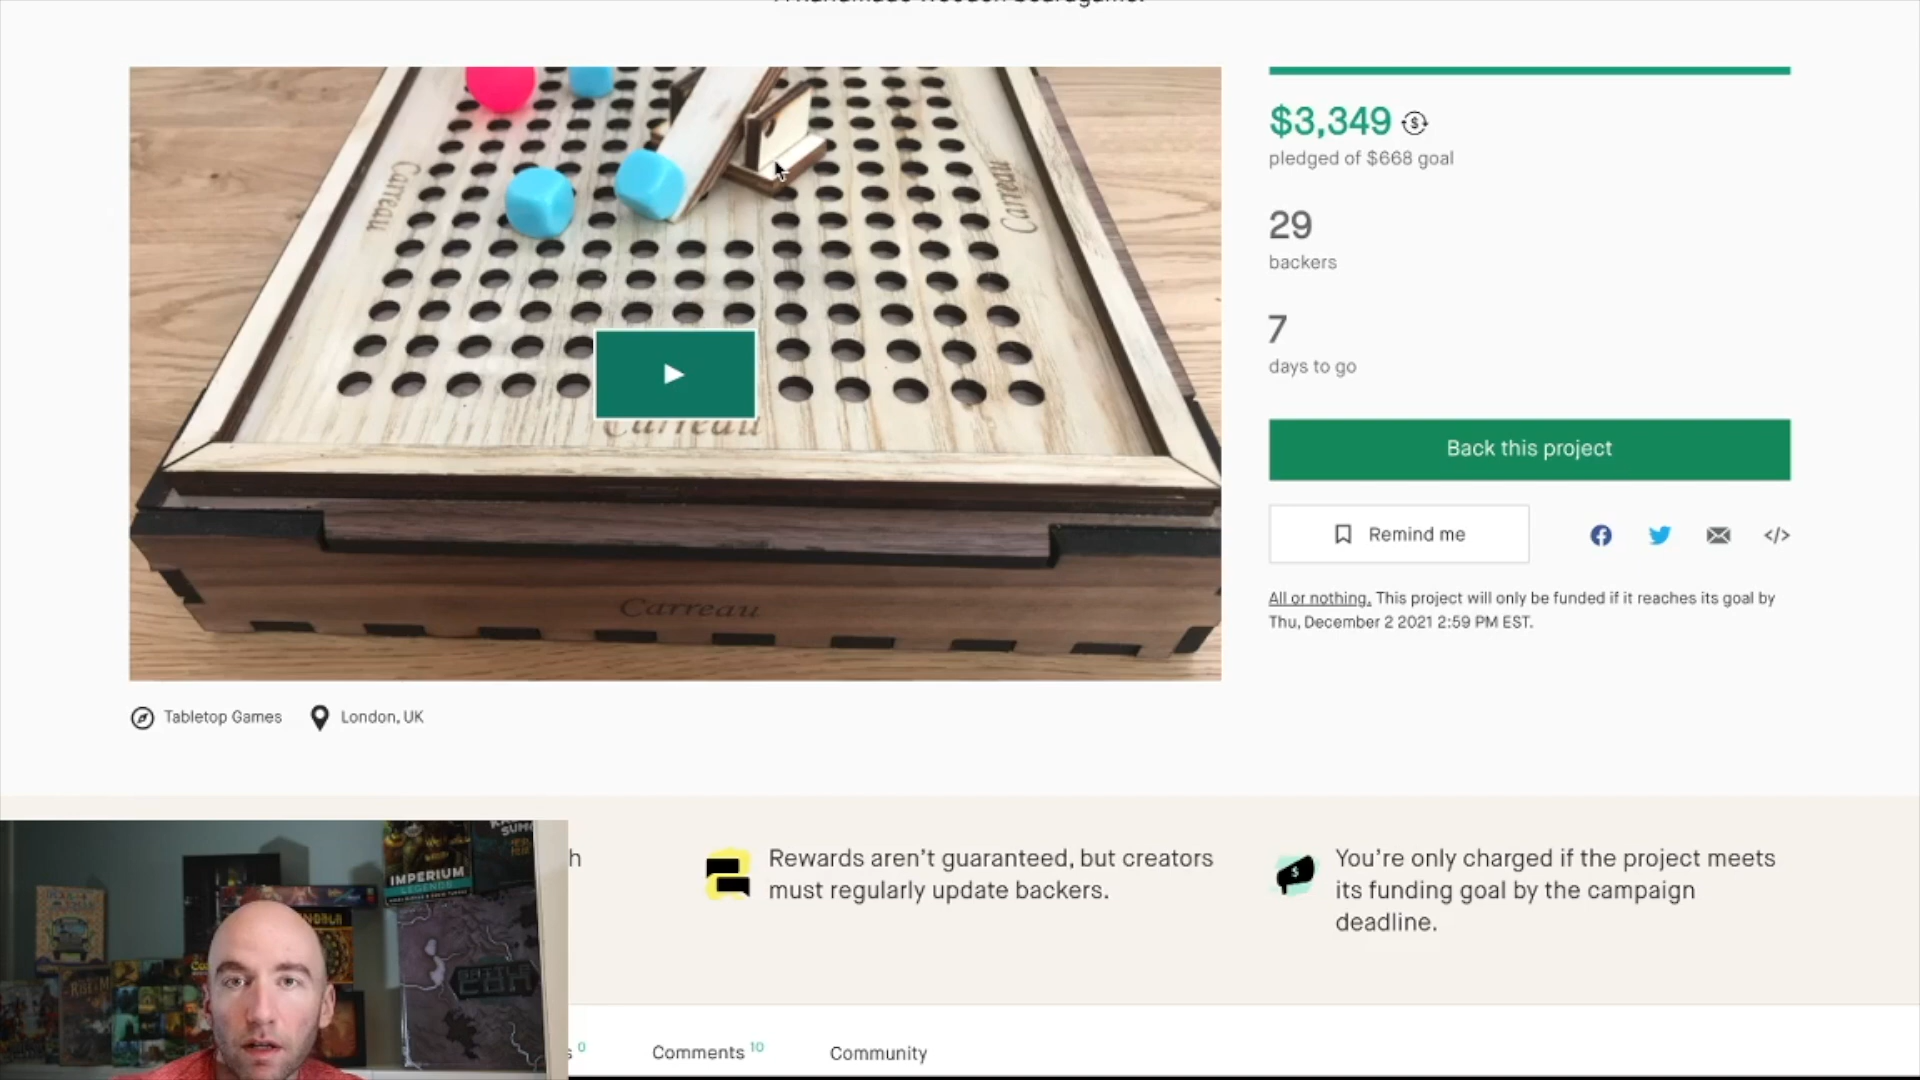 Carreau
Carreau
Carreau
Carreau
$3,349
pledged of $668 goal
29
backers
7
days to go
Back this project
Remind me
</>
All or nothing. This project will only be funded if it reaches its goal by
Thu, December 2 2021 2:59 PM EST.
Tabletop Games
London, UK
h
Rewards aren't guaranteed, but creators
must regularly update backers.
You're only charged if the project meets
its funding goal by the campaign
deadline.
IMPERIUM
LEGENDS
s 0
Comments 10
Community